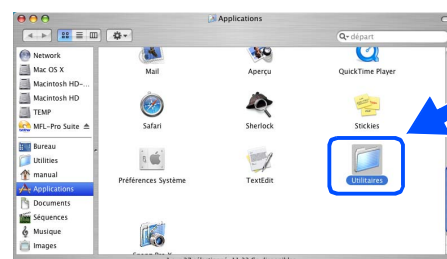 Applications
départ
Network
Mac OS X
Macintosh HD-...
Macintosh HD
TEMP
MFL-Pro Suite
Bureau
Utilities
manual
Applications
Documents
Séquences
Musique
Images
Mail
Aperçu
QuickTime Player
Safari
Sherlock
Stickies
Préférences Système
TextEdit
Utilitaires